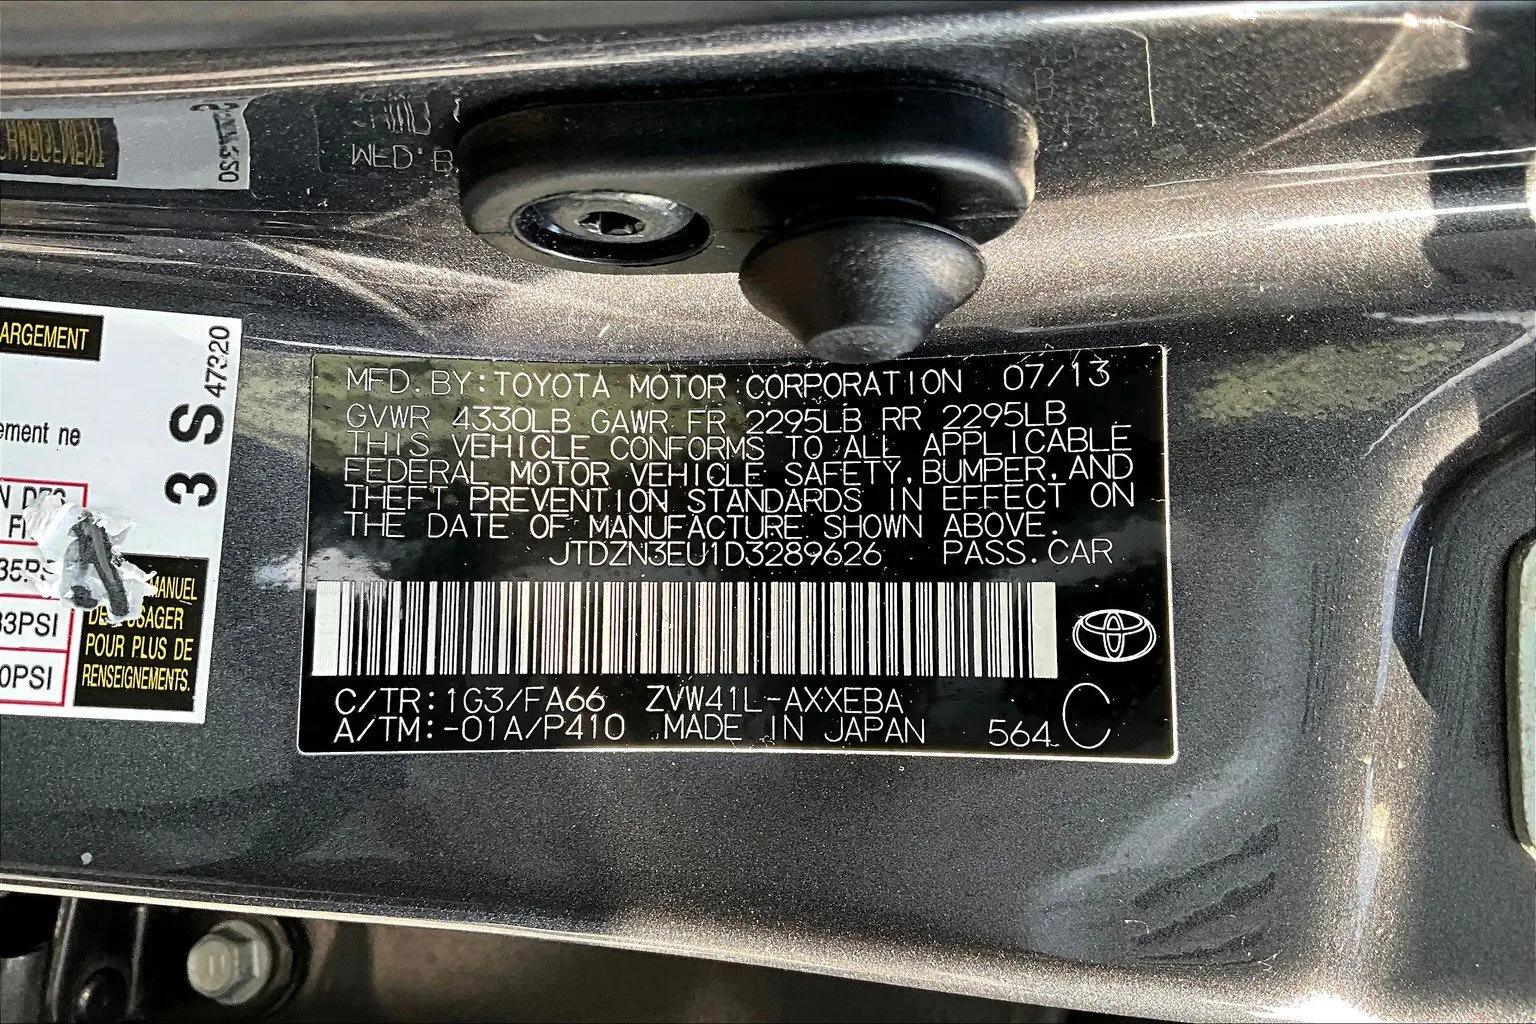 ARGEMENT
ement ne
3 S
47320
35PS
33PSI
0PSI
MANUEL
POUR PLUS DE
RENSEIGNEMENTS.
MFD. BY: TOYOTA MOTOR CORPORATION 07/13
GVWR 4330LB GAWR FR 2295LB RR 2295LB
THIS VEHICLE CONFORMS TO ALL APPLICABLE
FEDERAL MOTOR VEHICLE SAFETY, BUMPER, AND
THEFT PREVENTION STANDARDS IN EFFECT ON
THE DATE OF MANUFACTURE SHOWN ABOVE.
JTDZN3EU1D3289626 PASS. CAR
C/TR: 1G3/FA66 ZVW41L-AXXEBA
A/TM: -01A/P410 MADE IN JAPAN 564 C